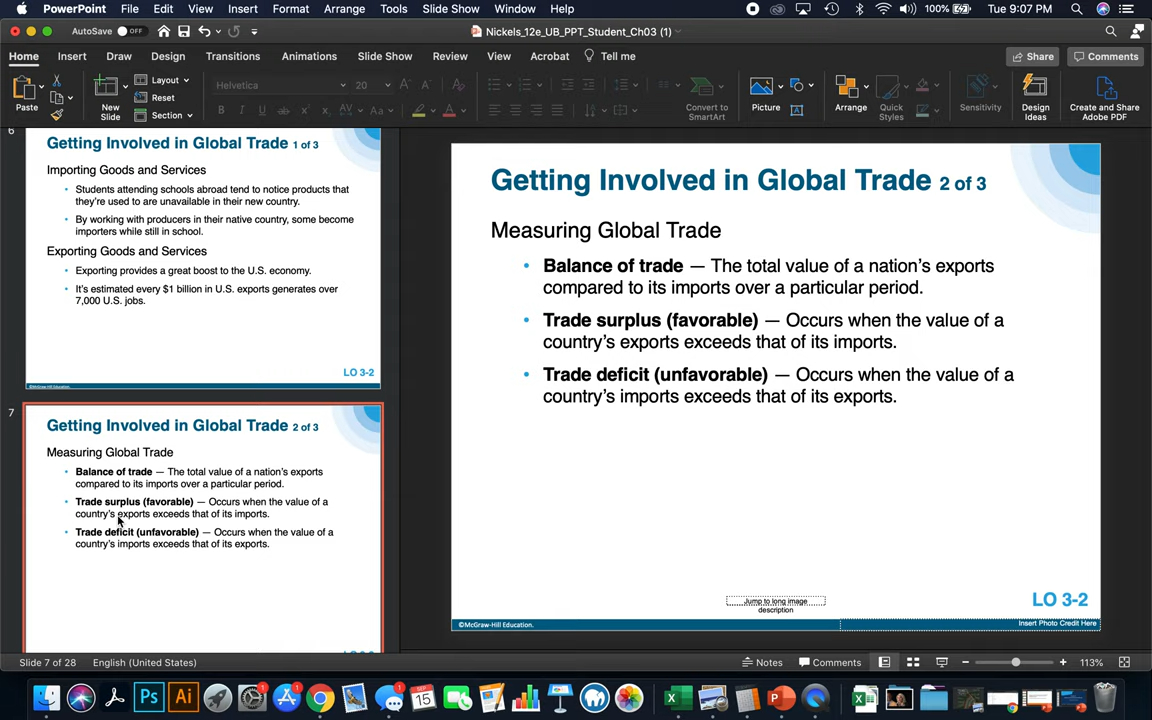 PowerPoint File Edit View Insert Format Arrange Tools Slide Show Window Help 100% Tue 9:07 PM
AutoSave OFF Nickels_12e_UB_PPT_Student_Ch03 (1)
Home Insert Draw Design Transitions Animations Slide Show Review View Acrobat Tell me Share Comments
Paste New Slide Layout Reset Section Helvetica 20 Convert to SmartArt Picture Arrange Quick Styles Sensitivity Design Ideas Create and Share Adobe PDF
6
Getting Involved in Global Trade 1 of 3
Importing Goods and Services
• Students attending schools abroad tend to notice products that
they're used to are unavailable in their new country.
• By working with producers in their native country, some become
importers while still in school.
Exporting Goods and Services
• Exporting provides a great boost to the U.S. economy.
• It's estimated every $1 billion in U.S. exports generates over
7,000 U.S. jobs.
LO 3-2
©McGraw-Hill Education.
7
Getting Involved in Global Trade 2 of 3
Measuring Global Trade
• Balance of trade — The total value of a nation's exports
compared to its imports over a particular period.
• Trade surplus (favorable) — Occurs when the value of a
country's exports exceeds that of its imports.
• Trade deficit (unfavorable) — Occurs when the value of a
country's imports exceeds that of its exports.
Getting Involved in Global Trade 2 of 3
Measuring Global Trade
• Balance of trade — The total value of a nation's exports
compared to its imports over a particular period.
• Trade surplus (favorable) — Occurs when the value of a
country's exports exceeds that of its imports.
• Trade deficit (unfavorable) — Occurs when the value of a
country's imports exceeds that of its exports.
Jump to long image
description
LO 3-2
©McGraw-Hill Education.
Insert Photo Credit Here
Slide 7 of 28 English (United States) Notes Comments 113%
Ps Ai SEP 15